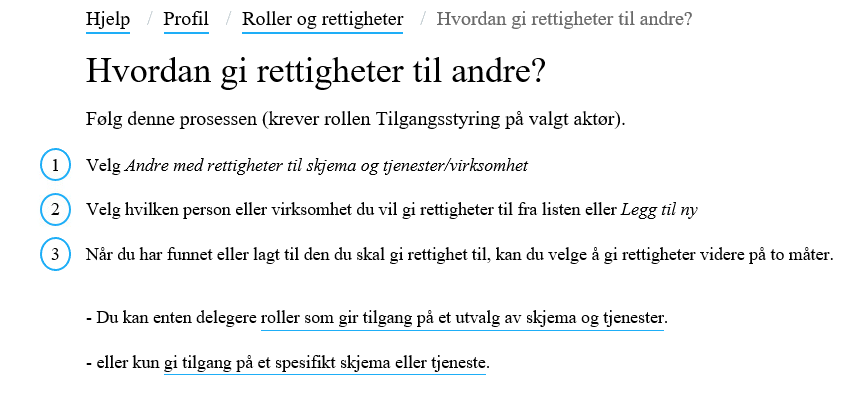 Hjelp / Profil / Roller og rettigheter / Hvordan gi rettigheter til andre?
Hvordan gi rettigheter til andre?
Følg denne prosessen (krever rollen Tilgangsstyring på valgt aktør).
1 Velg Andre med rettigheter til skjema og tjenester/virksomhet
2 Velg hvilken person eller virksomhet du vil gi rettigheter til fra listen eller Legg til ny
3 Når du har funnet eller lagt til den du skal gi rettighet til, kan du velge å gi rettigheter videre på to måter.
- Du kan enten delegere roller som gir tilgang på et utvalg av skjema og tjenester.
- eller kun gi tilgang på et spesifikt skjema eller tjeneste.